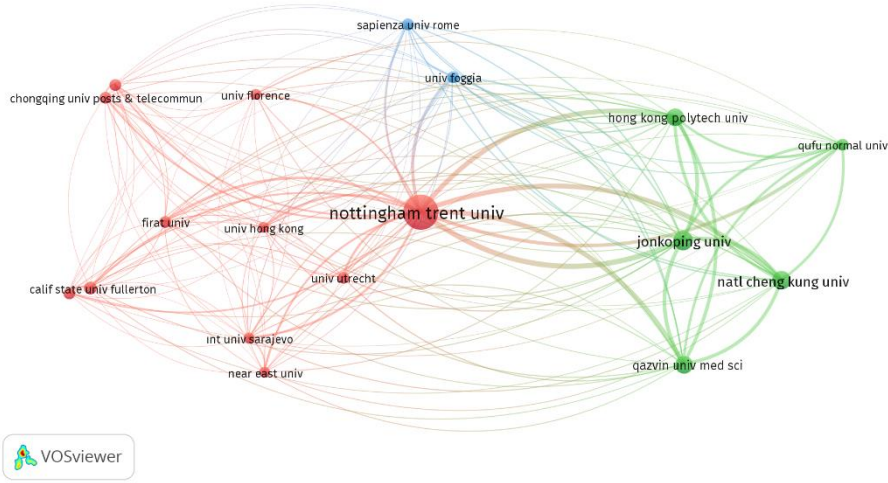 sapienza univ rome
univ foggia
chongqing univ posts & telecommun
univ florence
hong kong polytech univ
qufu normal univ
nottingham trent univ
firat univ
univ hong kong
jonkoping univ
univ utrecht
natl cheng kung univ
calif state univ fullerton
int univ sarajevo
qazvin univ med sci
near east univ
VOSviewer